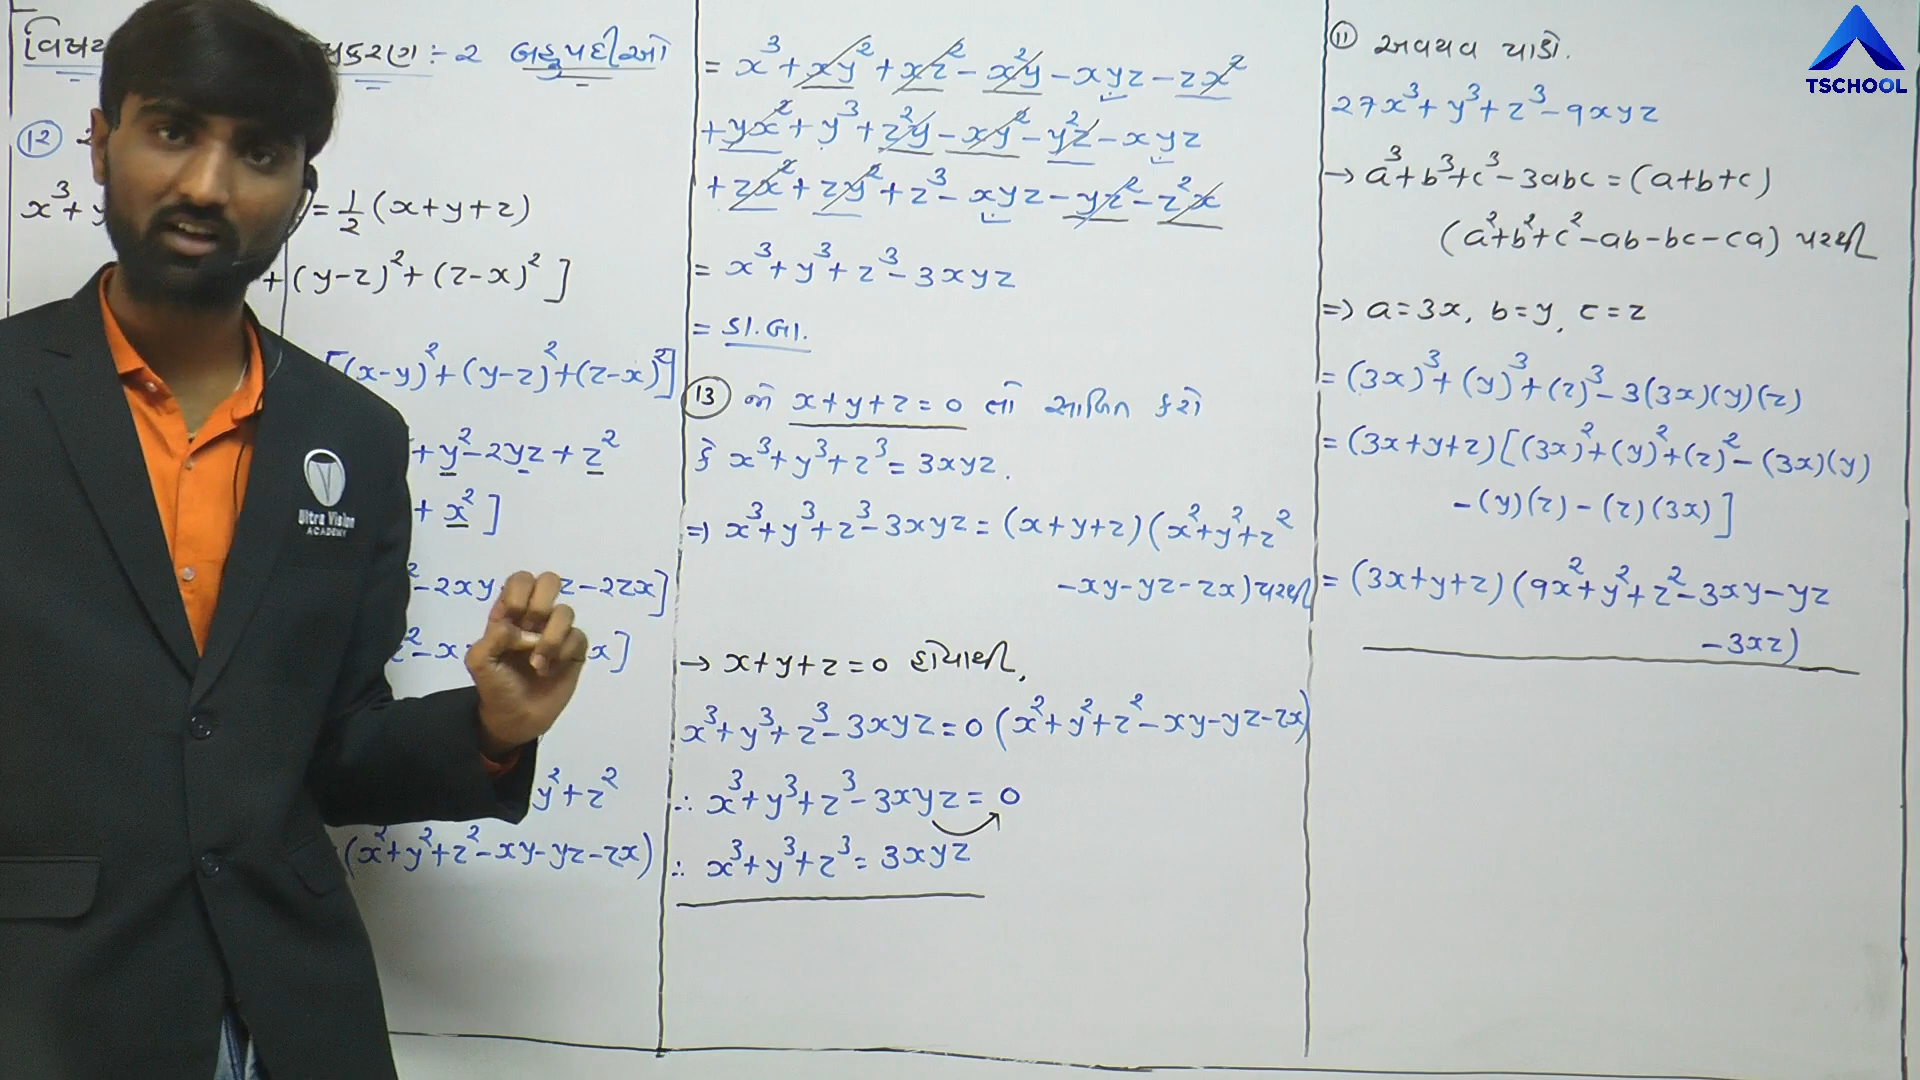 પ્રકરણ :- ૨ બહુપદીઓ
(૧૨)
x³ + y
= ½ (x+y+z)
+ (y-z)² + (z-x)² ]
[(x-y)² + (y-z)² + (z-x)²]
+ y² - 2yz + z²
+ x² ]
² - 2xy z - 2zx]
z² - x x]
y² + z²
(x² + y² + z² - xy - yz - zx)
= x³ + xy² + xz² - x²y - xyz - zx²
+ yx² + y³ + z²y - xy² - y²z - xyz
+ zx² + zy² + z³ - xyz - yz² - z²x
= x³ + y³ + z³ - 3xyz
= ડા.બા.
(13) જો x+y+z = 0 તો સાબિત કરો
કે x³ + y³ + z³ = 3xyz.
=> x³ + y³ + z³ - 3xyz = (x+y+z) (x² + y² + z²
- xy - yz - zx) પરથી
→ x+y+z = 0 હોવાથી,
x³ + y³ + z³ - 3xyz = 0 (x² + y² + z² - xy - yz - zx)
∴ x³ + y³ + z³ - 3xyz = 0
∴ x³ + y³ + z³ = 3xyz
(11) અવયવ પાડો.
27x³ + y³ + z³ - 9xyz
→ a³ + b³ + c³ - 3abc = (a+b+c)
(a² + b² + c² - ab - bc - ca) પરથી
=> a = 3x, b = y, c = z
= (3x)³ + (y)³ + (z)³ - 3(3x)(y)(z)
= (3x+y+z) [(3x)² + (y)² + (z)² - (3x)(y)
- (y)(z) - (z)(3x)]
= (3x+y+z) (9x² + y² + z² - 3xy - yz
- 3xz)
TSCHOOL
Ultra Vision
ACADEMY